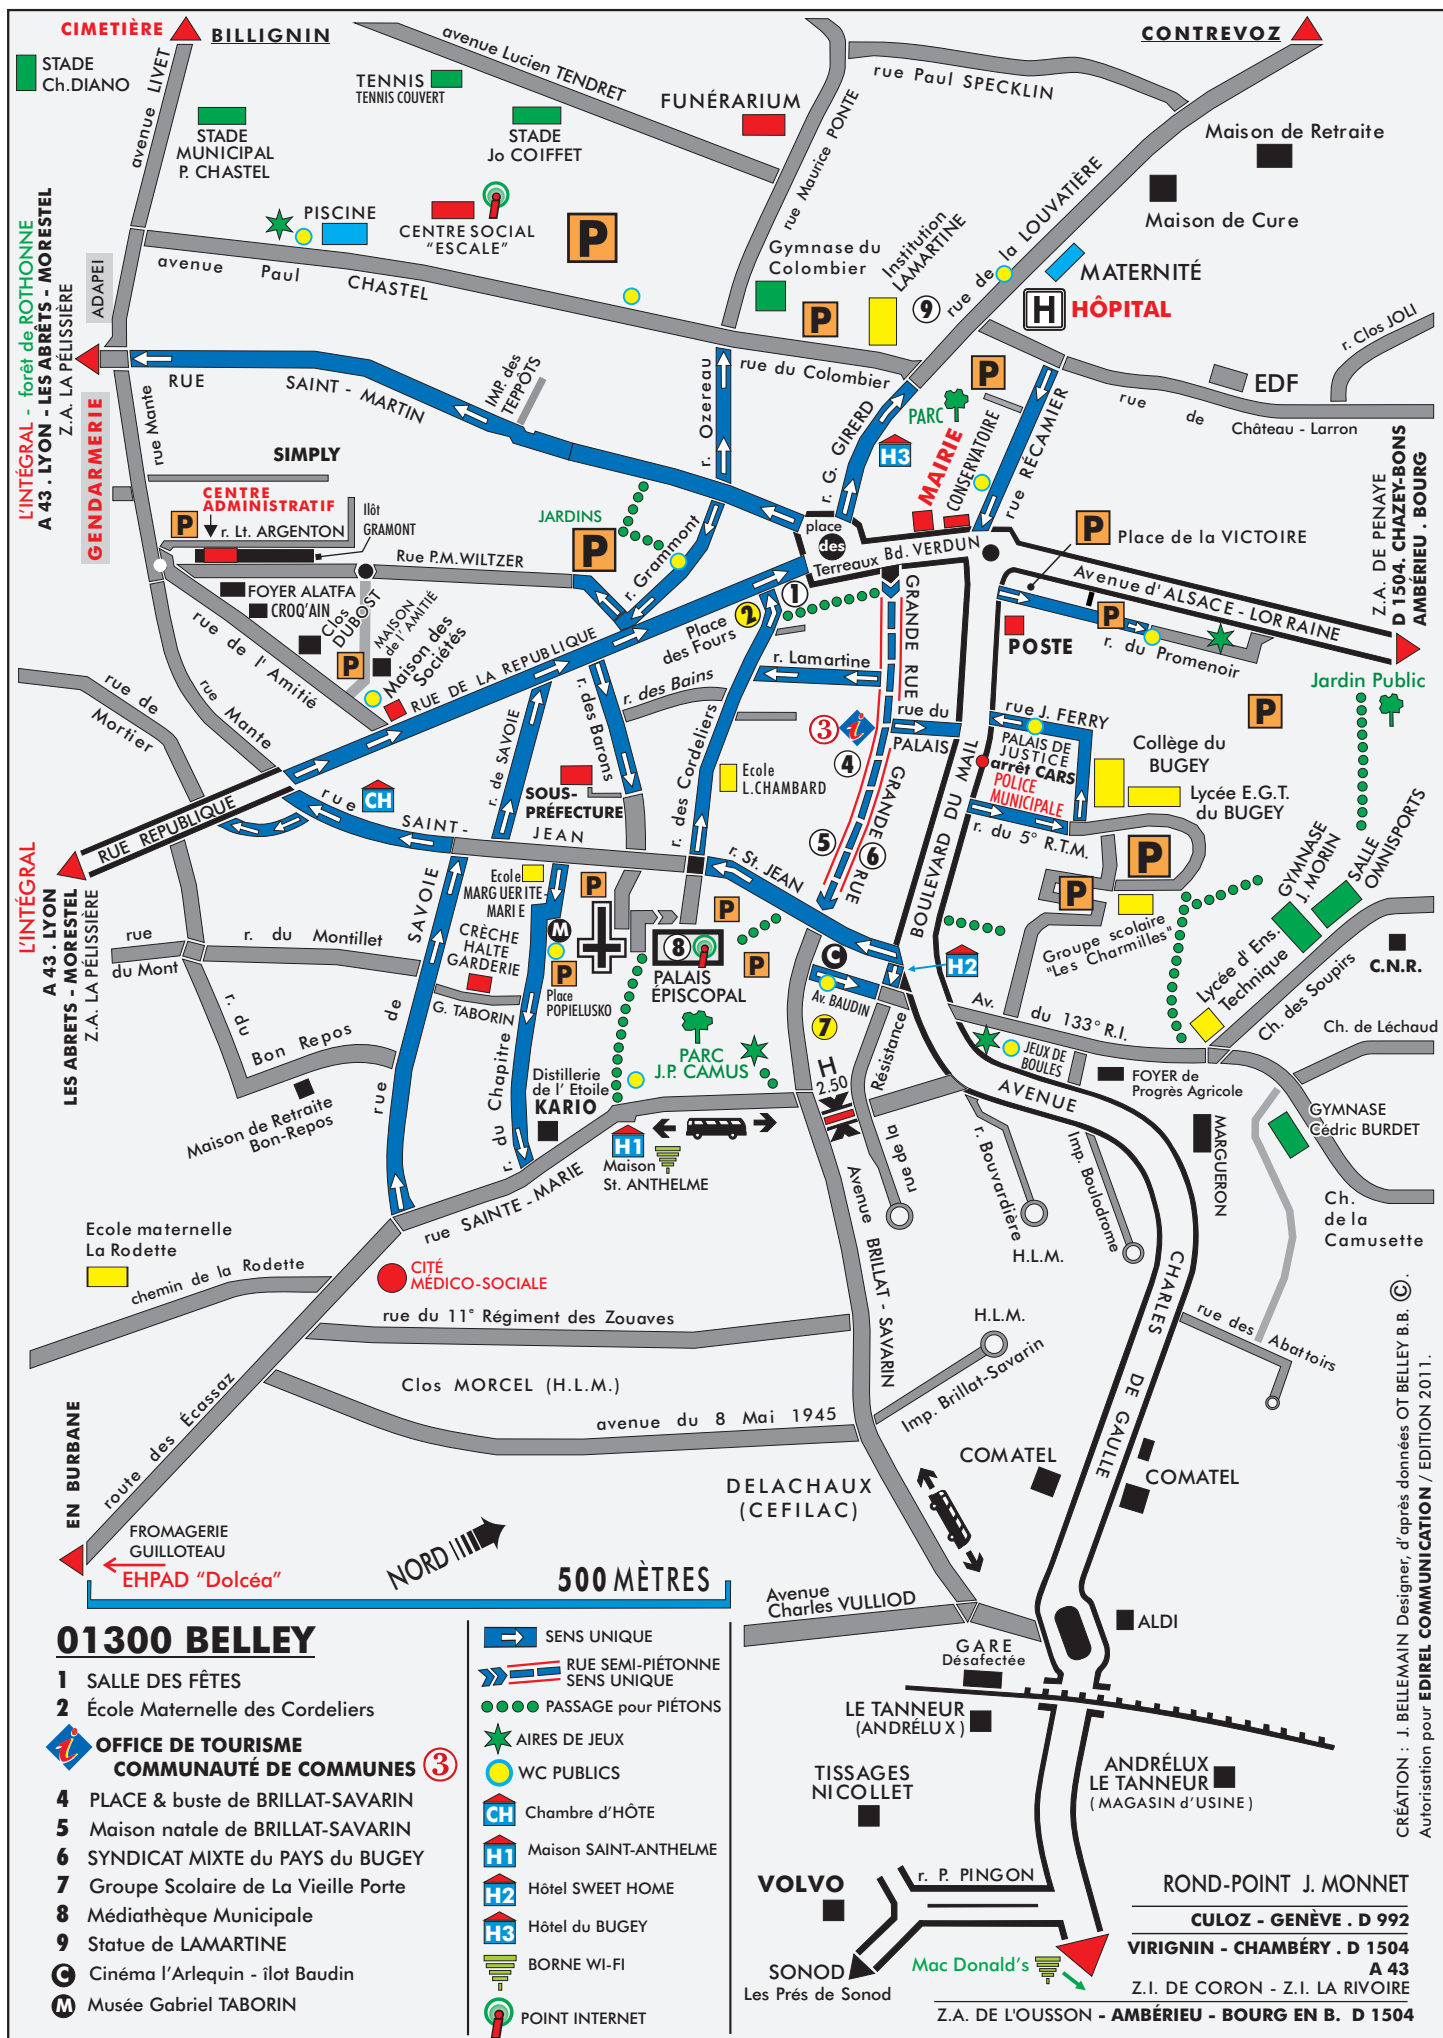 CIMETIÈRE
BILLIGNIN
CONTREVOZ
STADE
Ch.DIANO
avenue LIVET
TENNIS
TENNIS COUVERT
avenue Lucien TENDRET
FUNÉRARIUM
rue Maurice PONTE
rue Paul SPECKLIN
Maison de Retraite
Maison de Cure
STADE
MUNICIPAL
P. CHASTEL
STADE
Jo COIFFET
PISCINE
CENTRE SOCIAL
"ESCALE"
P
avenue Paul CHASTEL
Gymnase du
Colombier
Institution
LAMARTINE
9
rue de la LOUVATIÈRE
MATERNITÉ
H HÔPITAL
P
r. Clos JOLI
EDF
rue de
Château - Larron
L'INTÉGRAL - forêt de ROTHONNE
A 43 . LYON - LES ABRÊTS - MORESTEL
Z.A. LA PÉLISSIÈRE
ADAPEI
GENDARMERIE
RUE SAINT - MARTIN
IMP. des
TEPPÔTS
r. Ozereau
rue du Colombier
r. G. GIRERD
PARC
P
H3
MAIRIE
CONSERVATOIRE
rue RÉCAMIER
rue Mante
SIMPLY
CENTRE
ADMINISTRATIF
P
r. Lt. ARGENTON
Ilôt
GRAMONT
JARDINS
P
Rue P.M.WILTZER
r. Grammont
place
des
Terreaux
Bd. VERDUN
P
Place de la VICTOIRE
Avenue d' ALSACE - LORRAINE
Z.A. DE PENAYE
D 1504. CHAZEY-BONS
AMBÉRIEU . BOURG
FOYER ALATFA
CROQ'AIN
Clos
DUBOST
MAISON
de l' AMITIÉ
P
Maison des
Sociétés
rue de l' Amitié
RUE DE LA REPUBLIQUE
Place
des Fours
1
2
GRANDE RUE
POSTE
P
r. du Promenoir
Jardin Public
P
rue de
Mortier
rue Mante
r. de SAVOIE
r. des Barons
r. des Bains
r. Lamartine
r. des Cordeliers
3
4
rue du
PALAIS
rue J. FERRY
PALAIS DE
JUSTICE
arrêt CARS
POLICE
MUNICIPALE
r. du 5° R.T.M.
Collège du
BUGEY
Lycée E.G.T.
du BUGEY
Ecole
L.CHAMBARD
SOUS-
PRÉFECTURE
CH
RUE REPUBLIQUE
rue SAINT - JEAN
r. St. JEAN
5
6
GRANDE RUE
BOULEVARD DU MAIL
P
P
GYMNASE
J. MORIN
SALLE
OMNISPORTS
L'INTÉGRAL
A 43 . LYON
LES ABRETS - MORESTEL
Z.A. LA PÉLISSIÈRE
rue
du Mont
r. du Montillet
r. du
Bon Repos
Maison de Retraite
Bon-Repos
rue de SAVOIE
Ecole
MARGUERITE-
MARIE
P
M
CRÈCHE
HALTE
GARDERIE
G. TABORIN
P
Place
POPIELUSKO
r. du Chapitre
P
8
PALAIS
ÉPISCOPAL
P
PARC
J.P. CAMUS
C
Av. BAUDIN
7
H2
Groupe scolaire
"Les Charmilles"
Lycée d' Ens.
Technique
Ch. des Soupirs
C.N.R.
Av. du 133° R.I.
Ch. de Léchaud
JEUX DE
BOULES
FOYER de
Progrès Agricole
MARGUERON
GYMNASE
Cédric BURDET
Ch.
de la
Camusette
Distillerie
de l' Etoile
KARIO
H1
Maison
St. ANTHELME
H
2.50
rue de la Résistance
r. Bouvardière
H.L.M.
Imp. Boulodrome
AVENUE CHARLES DE GAULLE
Avenue BRILLAT - SAVARIN
rue SAINTE - MARIE
Ecole maternelle
La Rodette
chemin de la Rodette
CITÉ
MÉDICO-SOCIALE
rue du 11° Régiment des Zouaves
H.L.M.
Imp. Brillat-Savarin
rue des Abattoirs
Clos MORCEL (H.L.M.)
avenue du 8 Mai 1945
route des Écassaz
EN BURBANE
FROMAGERIE
GUILLOTEAU
EHPAD "Dolcéa"
NORD
500 MÈTRES
DELACHAUX
(CEFILAC)
COMATEL
COMATEL
Avenue
Charles VULLIOD
ALDI
GARE
Désafectée
LE TANNEUR
(ANDRÉLUX)
TISSAGES
NICOLLET
ANDRÉLUX
LE TANNEUR
(MAGASIN d'USINE)
VOLVO
r. P. PINGON
SONOD
Les Prés de Sonod
Mac Donald's
ROND-POINT J. MONNET
CULOZ - GENÈVE . D 992
VIRIGNIN - CHAMBÉRY . D 1504
A 43
Z.I. DE CORON - Z.I. LA RIVOIRE
Z.A. DE L'OUSSON - AMBÉRIEU - BOURG EN B. D 1504
CRÉATION : J. BELLEMAIN Designer, d'après données OT BELLEY B.B. ©.
Autorisation pour EDIREL COMMUNICATION / EDITION 2011.
01300 BELLEY
1 SALLE DES FÊTES
2 École Maternelle des Cordeliers
i OFFICE DE TOURISME
COMMUNAUTÉ DE COMMUNES 3
4 PLACE & buste de BRILLAT-SAVARIN
5 Maison natale de BRILLAT-SAVARIN
6 SYNDICAT MIXTE du PAYS du BUGEY
7 Groupe Scolaire de La Vieille Porte
8 Médiathèque Municipale
9 Statue de LAMARTINE
C Cinéma l'Arlequin - îlot Baudin
M Musée Gabriel TABORIN
SENS UNIQUE
RUE SEMI-PIÉTONNE
SENS UNIQUE
PASSAGE pour PIÉTONS
AIRES DE JEUX
WC PUBLICS
CH Chambre d'HÔTE
H1 Maison SAINT-ANTHELME
H2 Hôtel SWEET HOME
H3 Hôtel du BUGEY
BORNE WI-FI
POINT INTERNET